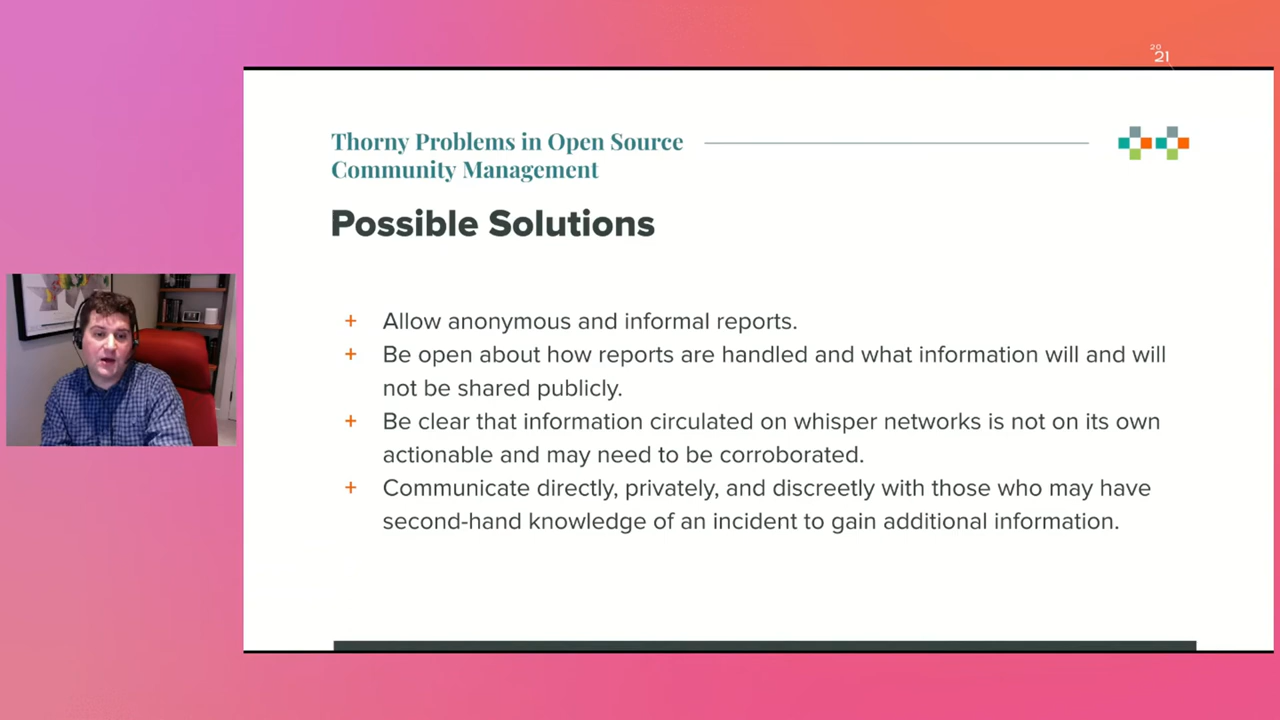 20
21
Thorny Problems in Open Source
Community Management
Possible Solutions
+ Allow anonymous and informal reports.
+ Be open about how reports are handled and what information will and will
not be shared publicly.
+ Be clear that information circulated on whisper networks is not on its own
actionable and may need to be corroborated.
+ Communicate directly, privately, and discreetly with those who may have
second-hand knowledge of an incident to gain additional information.